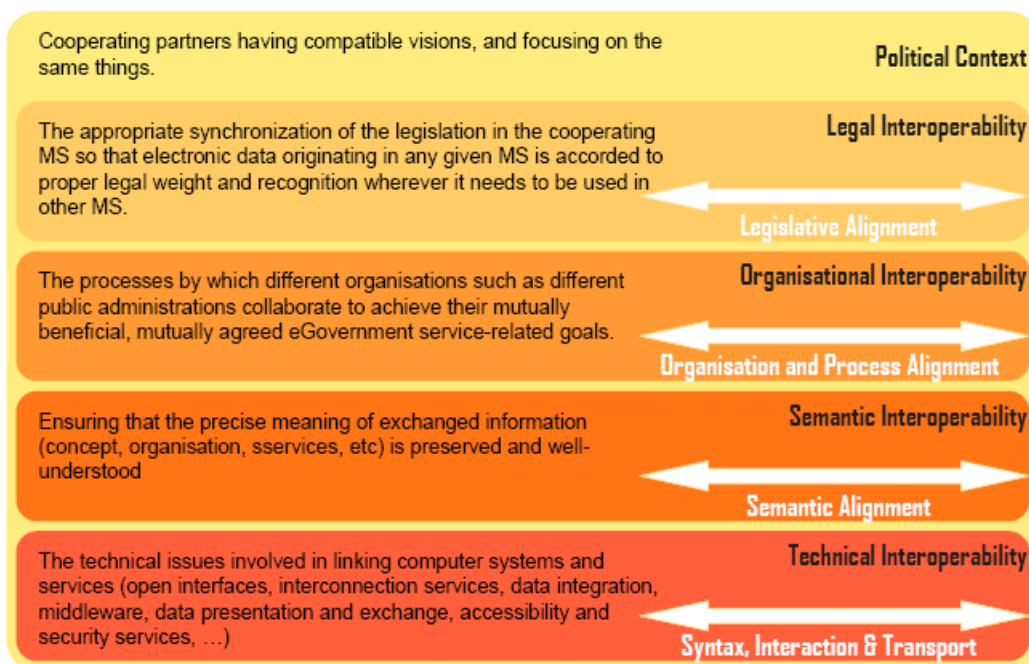 Cooperating partners having compatible visions, and focusing on the
same things.
Political Context
The appropriate synchronization of the legislation in the cooperating
MS so that electronic data originating in any given MS is accorded to
proper legal weight and recognition wherever it needs to be used in
other MS.
Legal Interoperability
Legislative Alignment
The processes by which different organisations such as different
public administrations collaborate to achieve their mutually
beneficial, mutually agreed eGovernment service-related goals.
Organisational Interoperability
Organisation and Process Alignment
Ensuring that the precise meaning of exchanged information
(concept, organisation, sservices, etc) is preserved and well-
understood
Semantic Interoperability
Semantic Alignment
The technical issues involved in linking computer systems and
services (open interfaces, interconnection services, data integration,
middleware, data presentation and exchange, accessibility and
security services, …)
Technical Interoperability
Syntax, Interaction & Transport